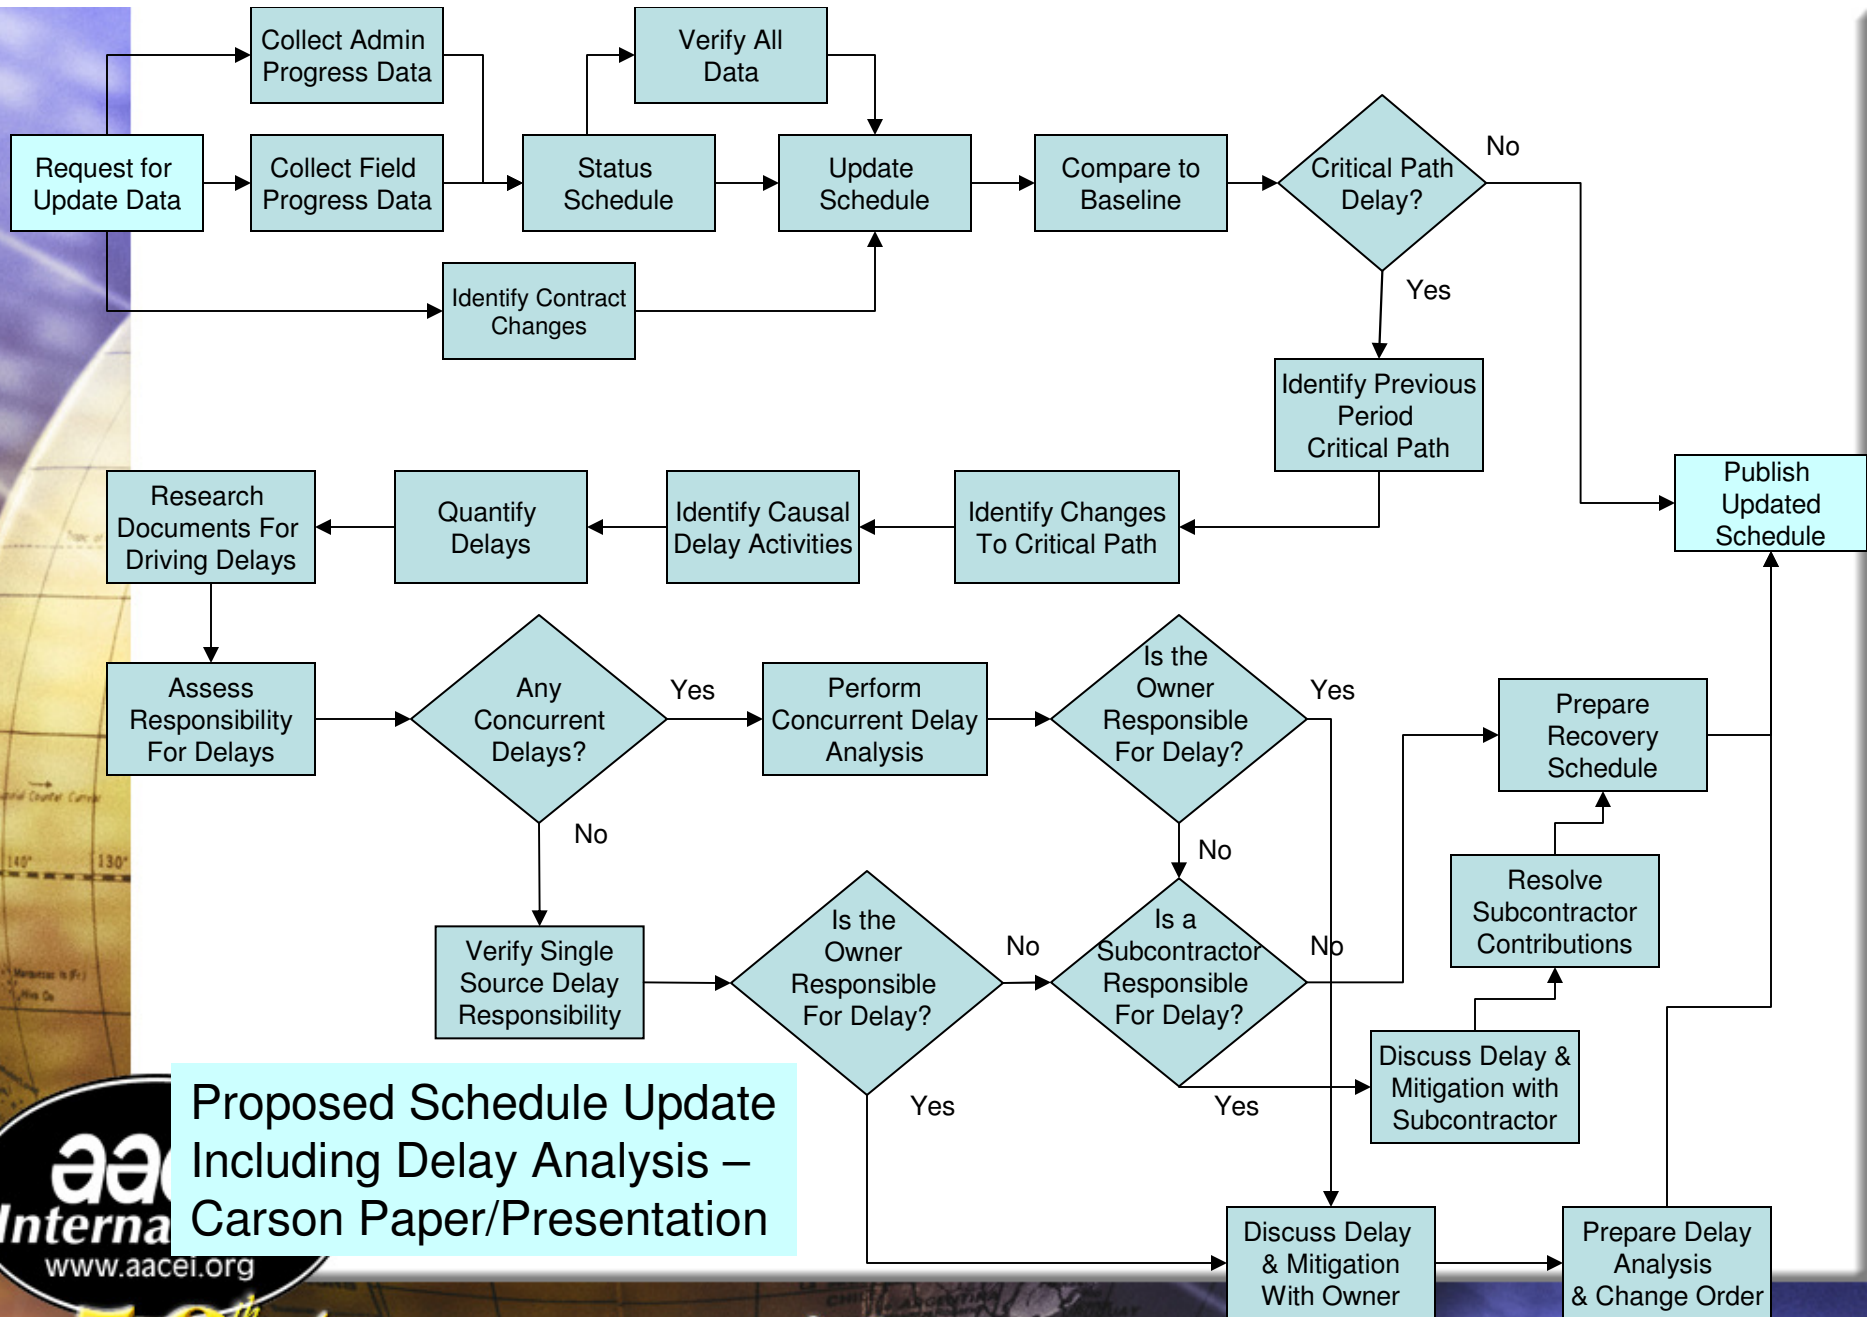 Collect Admin
Progress Data
Verify All
Data
Request for
Update Data
Collect Field
Progress Data
Status
Schedule
Update
Schedule
Compare to
Baseline
Critical Path
Delay?
No
Yes
Identify Contract
Changes
Identify Previous
Period
Critical Path
Publish
Updated
Schedule
Research
Documents For
Driving Delays
Quantify
Delays
Identify Causal
Delay Activities
Identify Changes
To Critical Path
Assess
Responsibility
For Delays
Any
Concurrent
Delays?
Yes
No
Perform
Concurrent Delay
Analysis
Is the
Owner
Responsible
For Delay?
Yes
No
Prepare
Recovery
Schedule
Resolve
Subcontractor
Contributions
Verify Single
Source Delay
Responsibility
Is the
Owner
Responsible
For Delay?
No
Yes
Is a
Subcontractor
Responsible
For Delay?
No
Yes
Discuss Delay &
Mitigation with
Subcontractor
Discuss Delay
& Mitigation
With Owner
Prepare Delay
Analysis
& Change Order
Proposed Schedule Update
Including Delay Analysis –
Carson Paper/Presentation
www.aacei.org
140°
130°